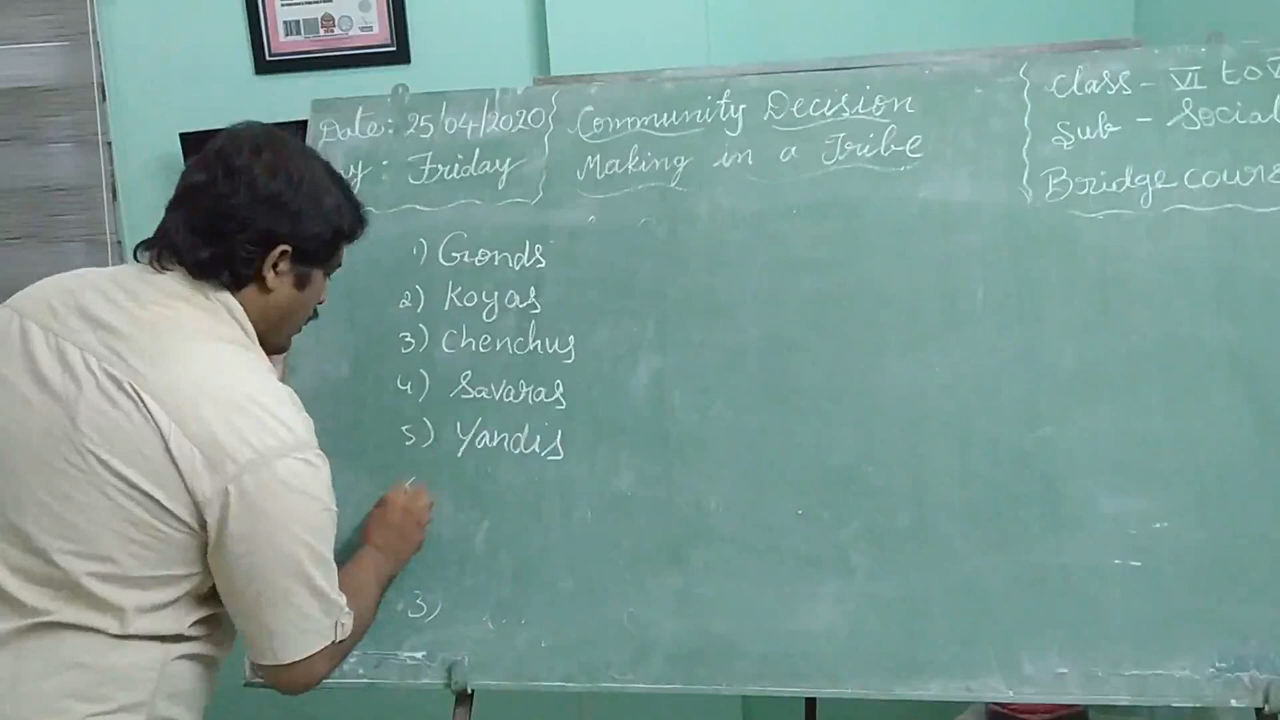 Date: 25/04/2020
y: Friday
Community Decision
Making in a Tribe
Class - VI to V
Sub - Social
Bridge cours
1) Gonds
2) Koyas
3) Chenchus
4) Savaras
5) Yandis
3)